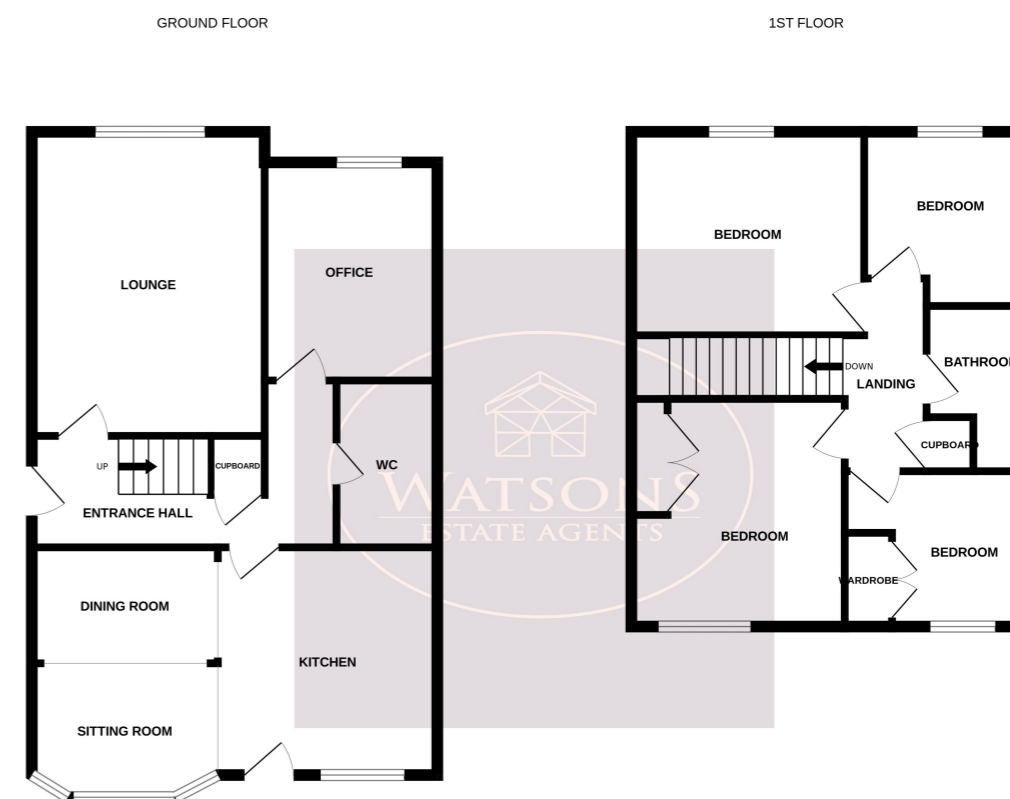 GROUND FLOOR
1ST FLOOR
LOUNGE
OFFICE
UP
CUPBOARD
WC
ENTRANCE HALL
DINING ROOM
KITCHEN
SITTING ROOM
BEDROOM
BEDROOM
DOWN
LANDING
BATHROO
CUPBOARD
BEDROOM
WARDROBE
BEDROOM
WATSONS
ESTATE AGENTS